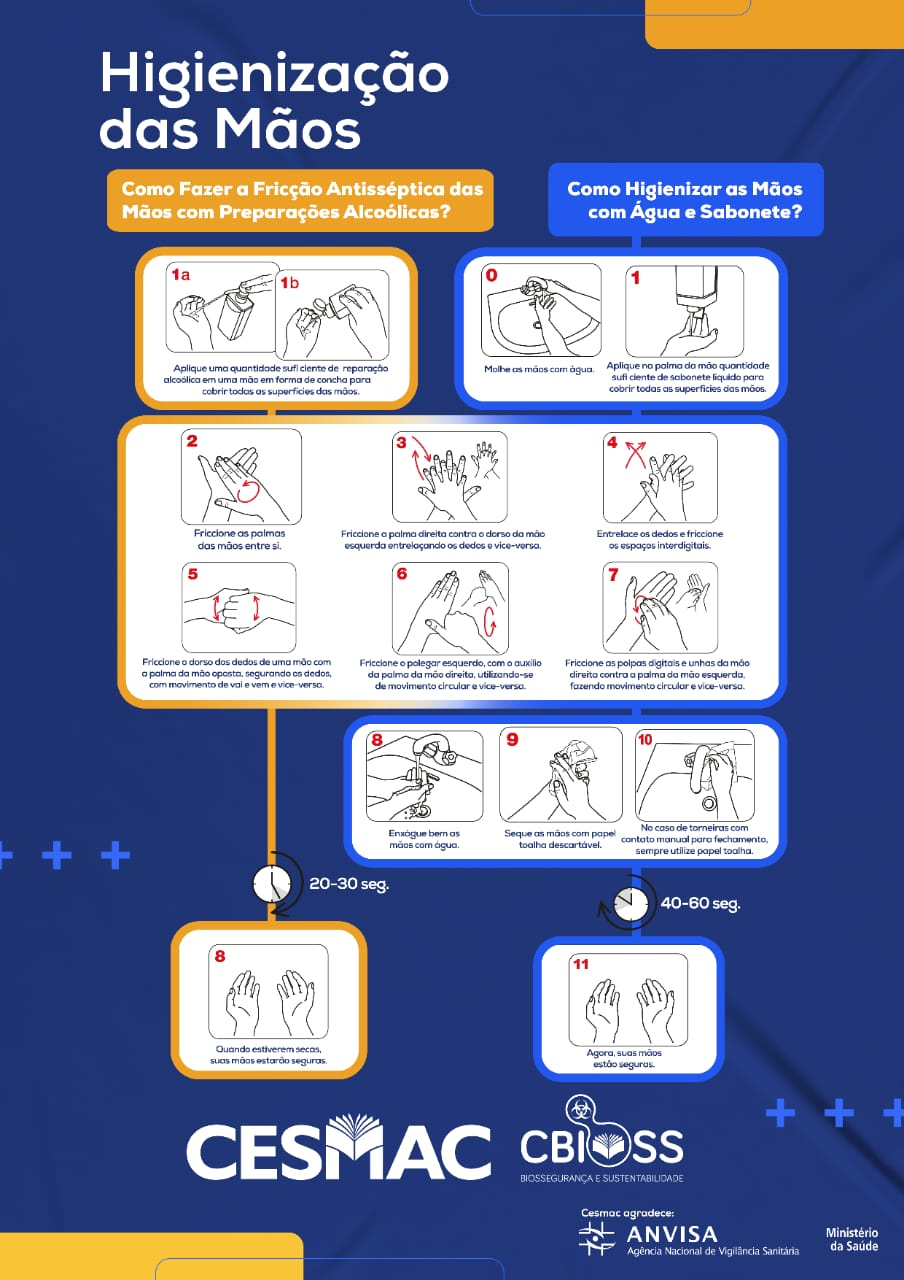 Higienização
das Mãos
Como Fazer a Fricção Antisséptica das
Mãos com Preparações Alcoólicas?
Como Higienizar as Mãos
com Água e Sabonete?
1a
1b
Aplique uma quantidade sufi ciente de reparação
alcoólica em uma mão em forma de concha para
cobrir todas as superfícies das mãos.
0
Molhe as mãos com água.
1
Aplique na palma da mão quantidade
sufi ciente de sabonete líquido para
cobrir todas as superfícies das mãos.
2
Friccione as palmas
das mãos entre si.
3
Friccione a palma direita contra o dorso da mão
esquerda entrelaçando os dedos e vice-versa.
4
Entrelace os dedos e friccione
os espaços interdigitais.
5
Friccione o dorso dos dedos de uma mão com
a palma da mão oposta, segurando os dedos,
com movimento de vai e vem e vice-versa.
6
Friccione o polegar esquerdo, com o auxílio
da palma da mão direita, utilizando-se
de movimento circular e vice-versa.
7
Friccione as polpas digitais e unhas da mão
direita contra a palma da mão esquerda,
fazendo movimento circular e vice-versa.
8
Enxágue bem as
mãos com água.
9
Seque as mãos com papel
toalha descartável.
10
No caso de torneiras com
contato manual para fechamento,
sempre utilize papel toalha.
20-30 seg.
40-60 seg.
8
Quando estiverem secas,
suas mãos estarão seguras.
11
Agora, suas mãos
estão seguras.
CESMAC
CBIOSS
BIOSSEGURANÇA E SUSTENTABILIDADE
Cesmac agradece:
ANVISA
Agência Nacional de Vigilância Sanitária
Ministério
da Saúde